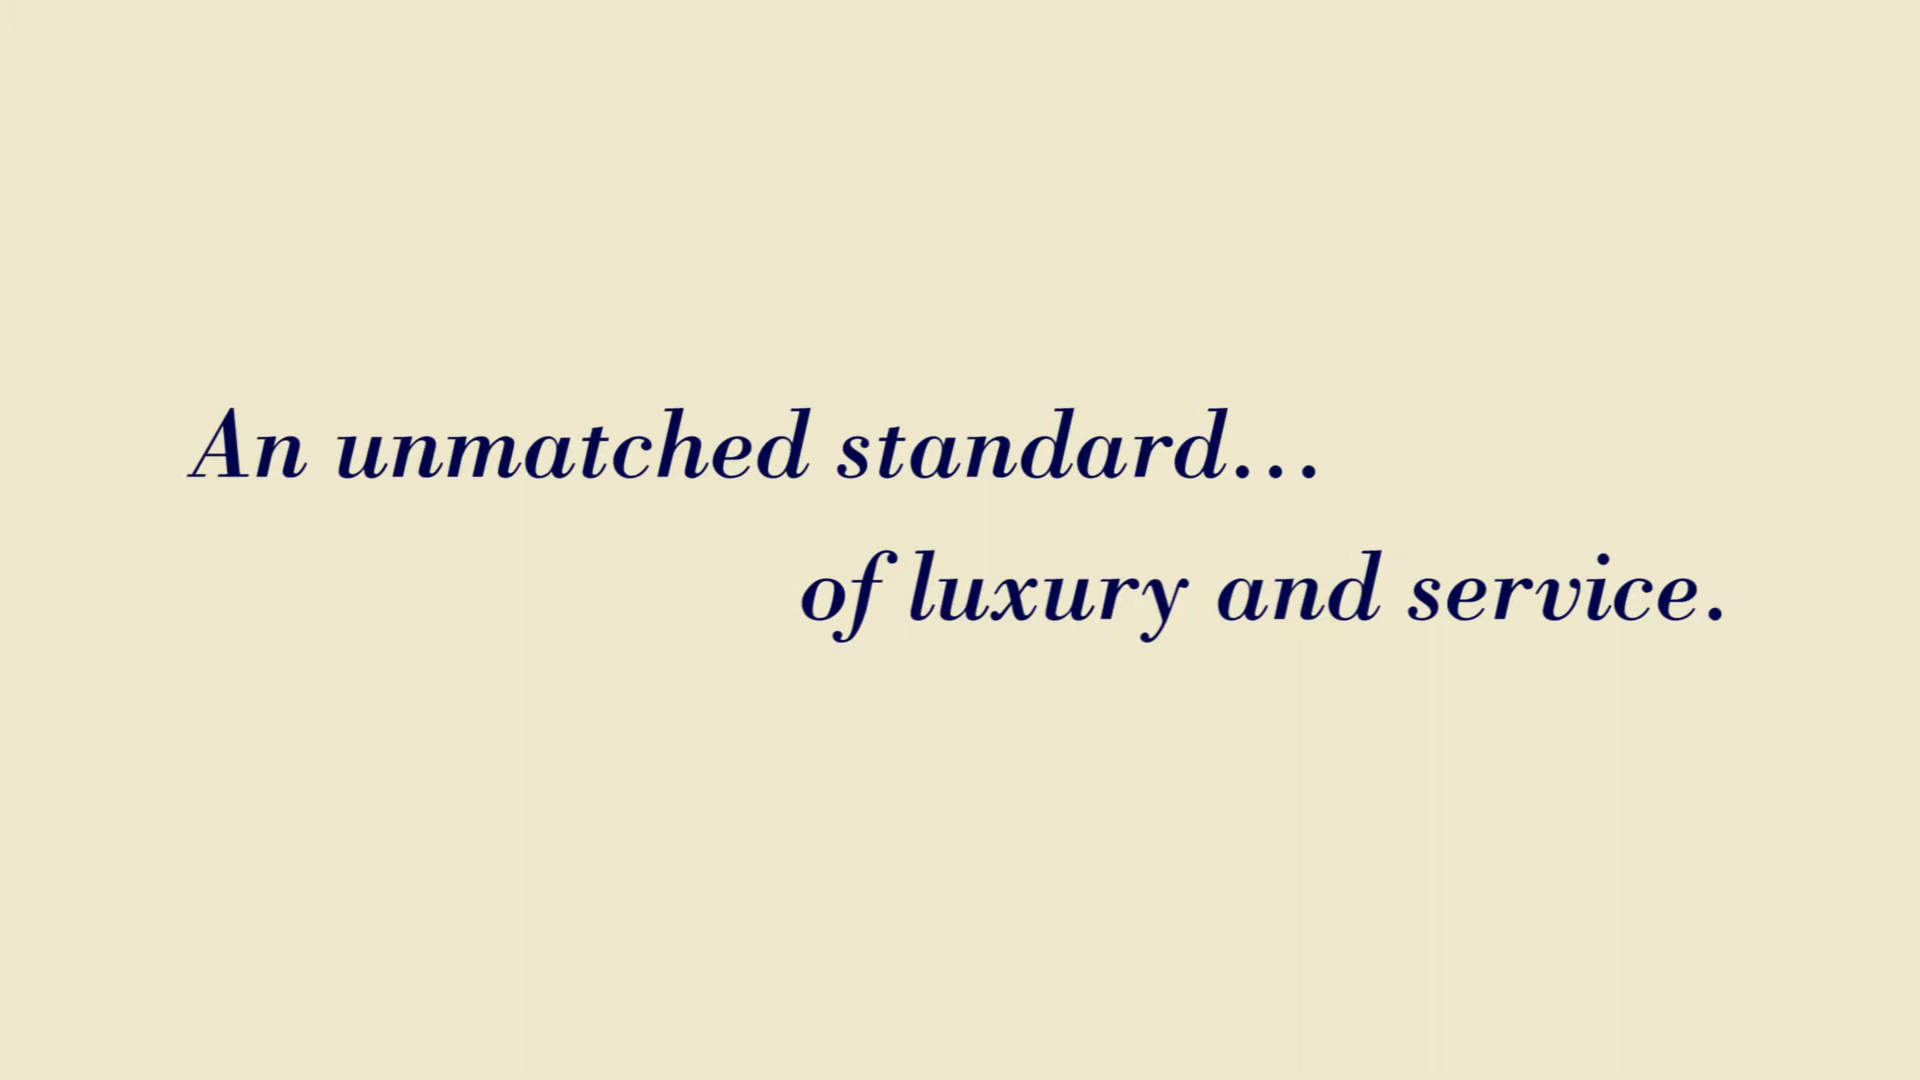 An unmatched standard...
of luxury and service.